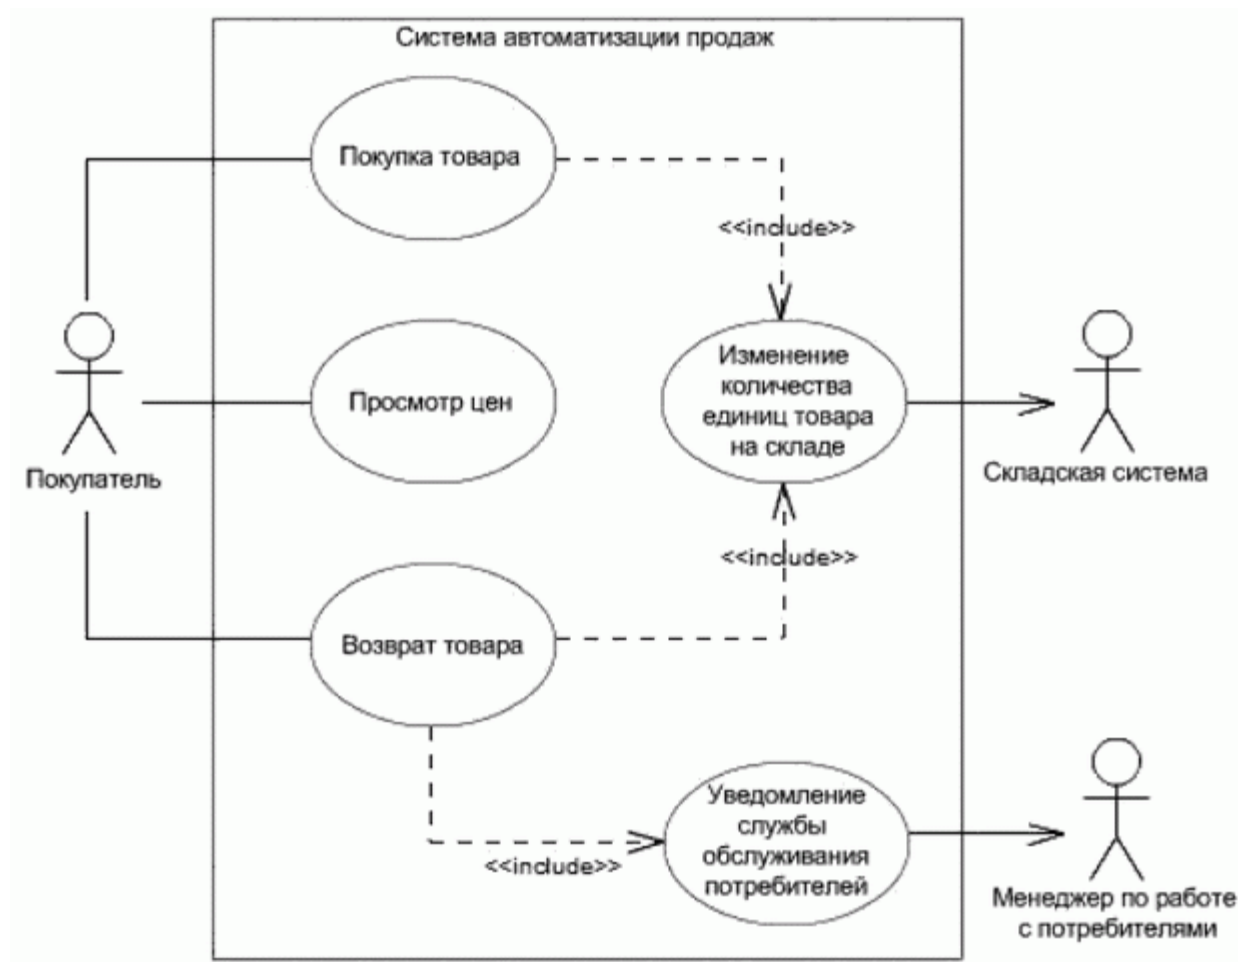 Система автоматизации продаж
Покупка товара
<<include>>
Изменение
количества
единиц товара
на складе
Просмотр цен
Складская система
Покупатель
<<include>>
Возврат товара
Уведомление
службы
обслуживания
потребителей
<<include>>
Менеджер по работе
с потребителями